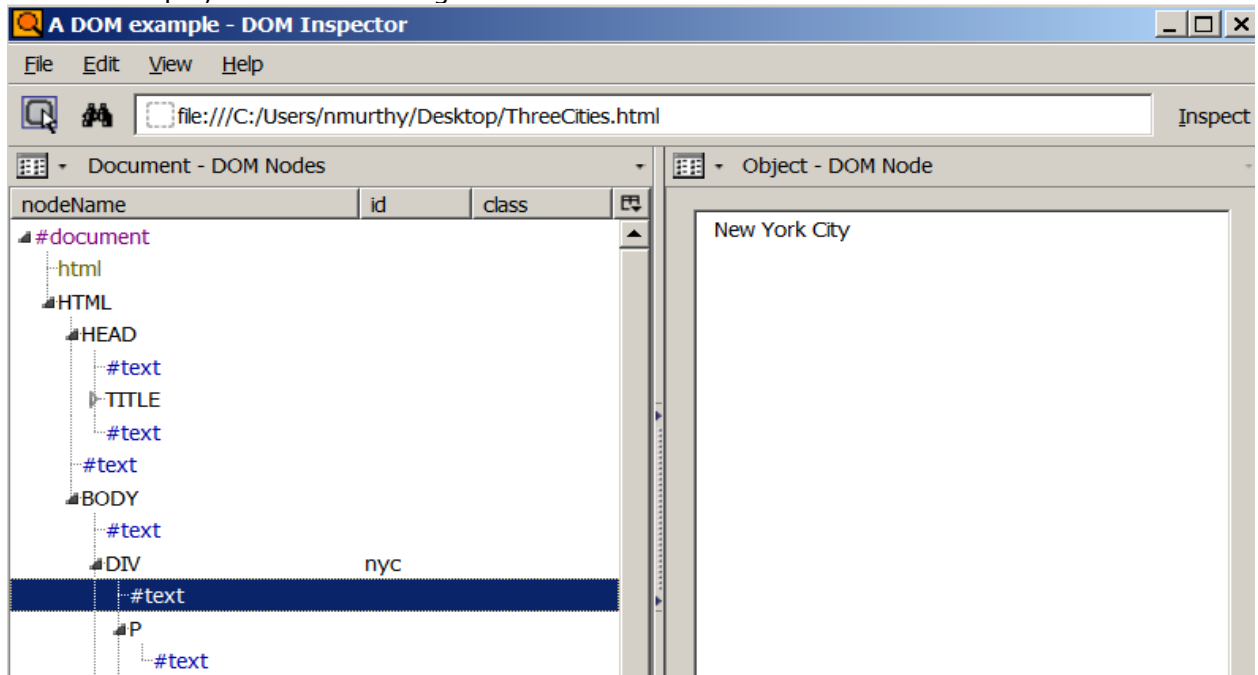 A DOM example - DOM Inspector
File Edit View Help
file:///C:/Users/nmurthy/Desktop/ThreeCities.html Inspect
Document - DOM Nodes
Object - DOM Node
nodeName id class
New York City
#document
html
HTML
HEAD
#text
TITLE
#text
#text
BODY
#text
DIV nyc
#text
P
#text